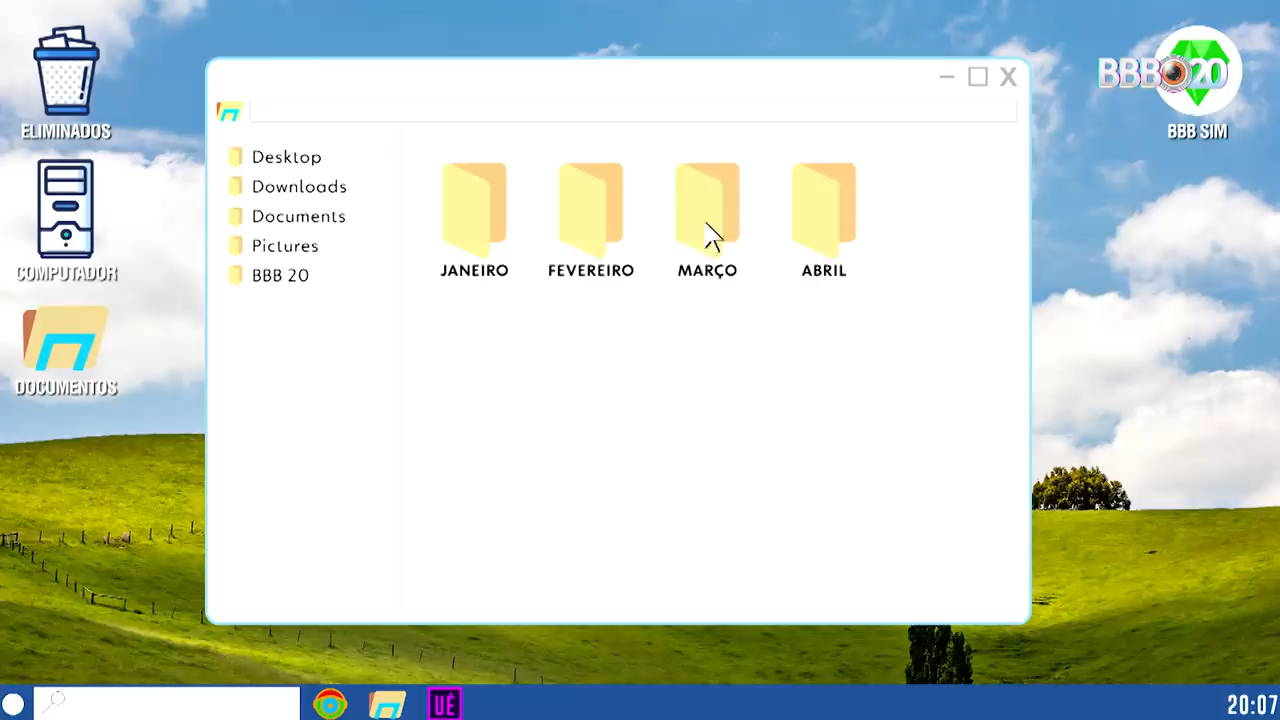 ELIMINADOS
COMPUTADOR
DOCUMENTOS
Desktop
Downloads
Documents
Pictures
BBB 20
JANEIRO
FEVEREIRO
MARÇO
ABRIL
BBB 20
BBB SIM
UÉ
20:07